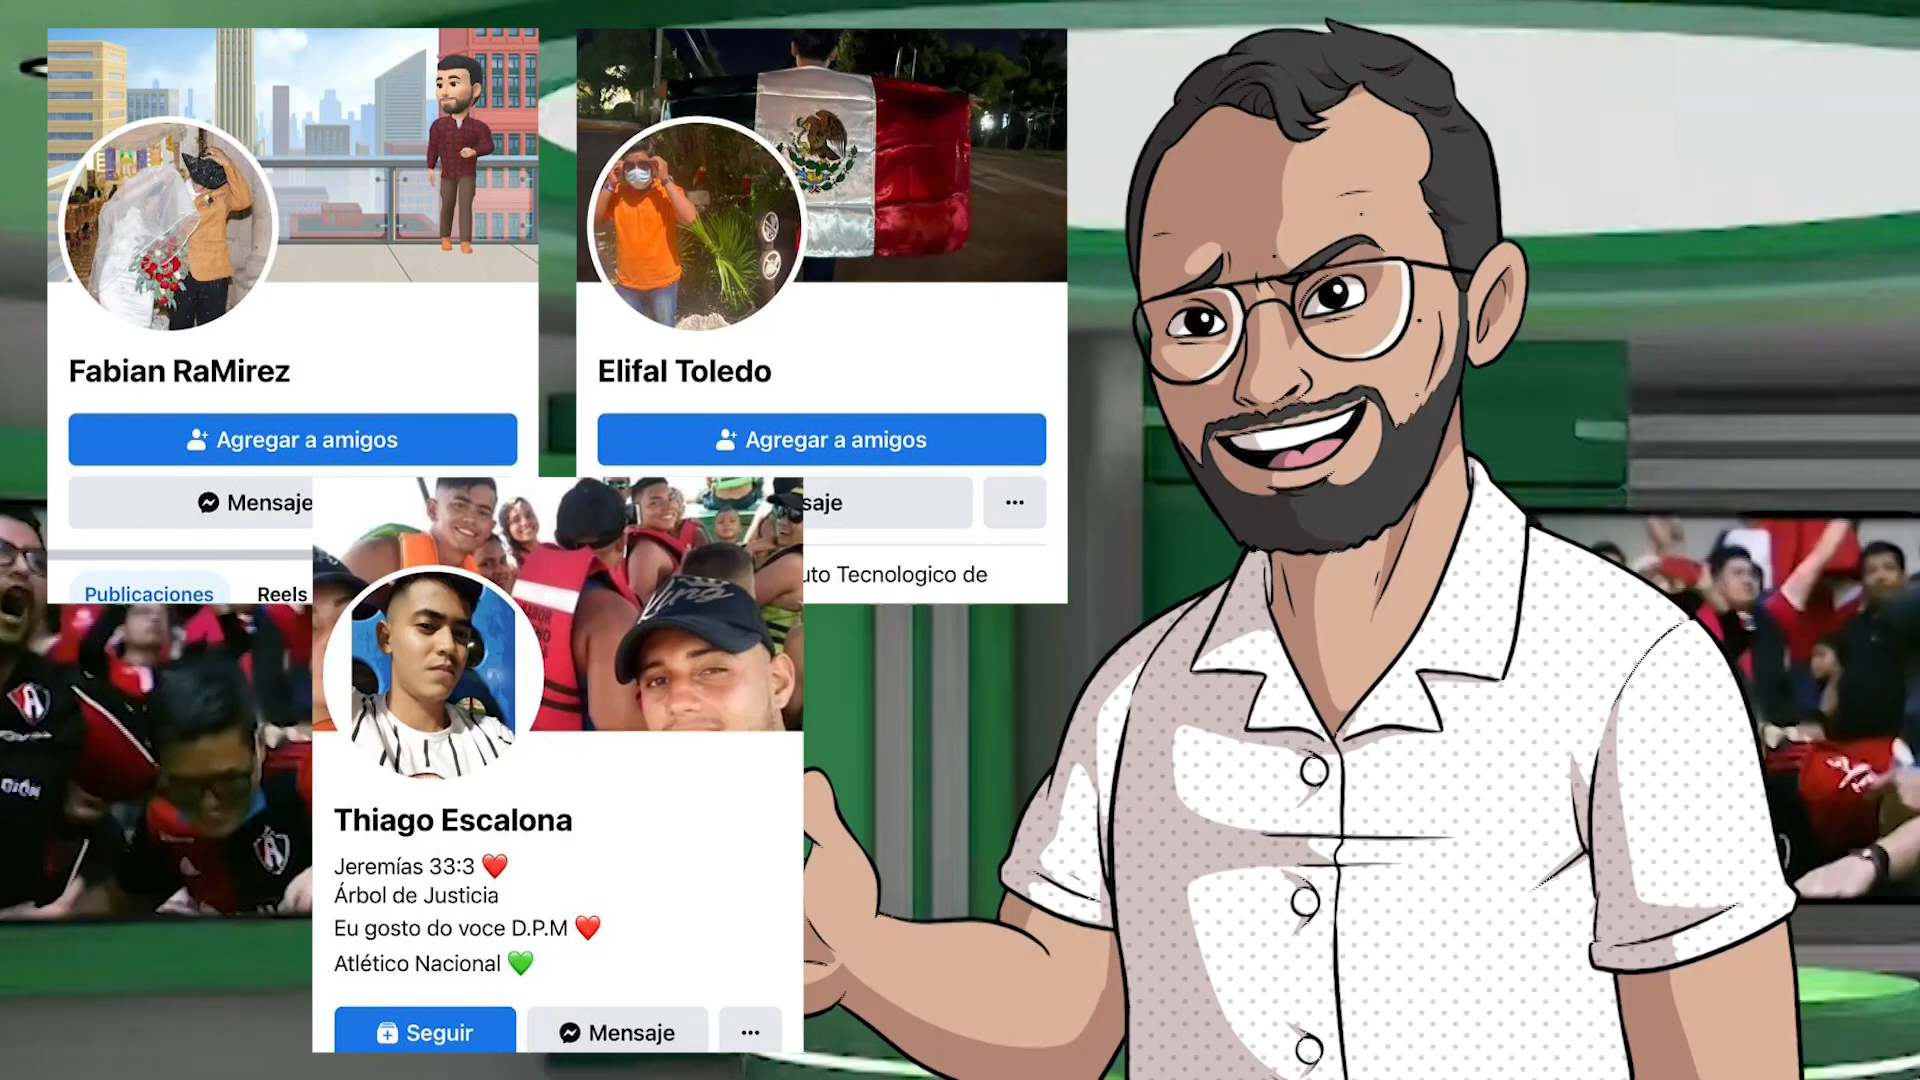 Fabian RaMirez
Agregar a amigos
Mensaje
Publicaciones
Reels
Elifal Toledo
Agregar a amigos
saje
uto Tecnologico de
King
Thiago Escalona
Jeremías 33:3 ❤️
Árbol de Justicia
Eu gosto do voce D.P.M ❤️
Atlético Nacional 💚
Seguir
Mensaje